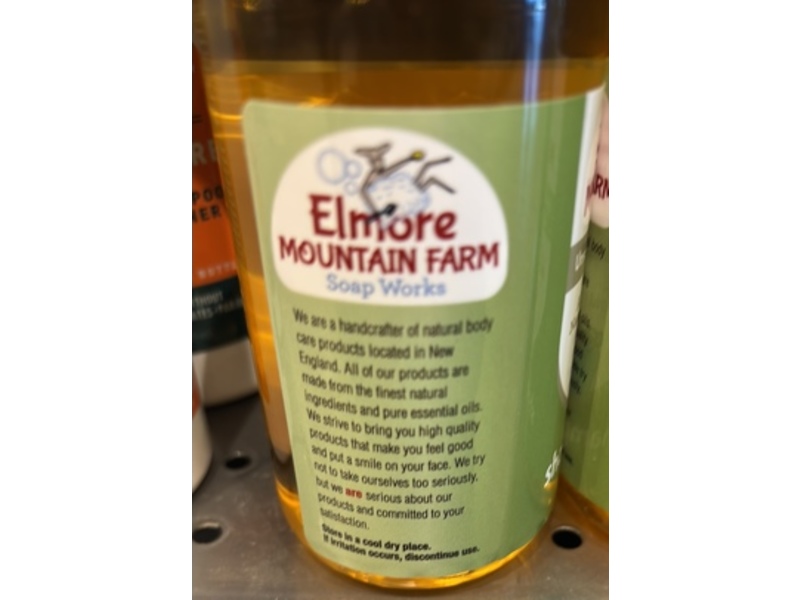 Elmore
MOUNTAIN FARM
Soap Works
We are a handcrafter of natural body
care products located in New
England. All of our products are
made from the finest natural
ingredients and pure essential oils.
We strive to bring you high quality
products that make you feel good
and put a smile on your face. We try
not to take ourselves too seriously,
but we are serious about our
products and committed to your
satisfaction.
Store in a cool dry place.
If irritation occurs, discontinue use.